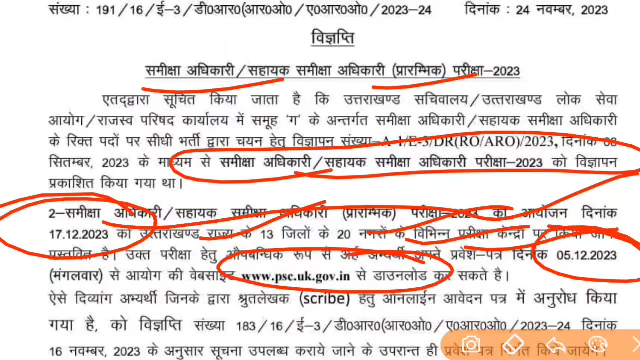 संख्याः 191/16/ई-3/डी0आर0(आर0ओ0/ए0आर0ओ0/2023-24 दिनांक : 24 नवम्बर, 2023
विज्ञप्ति
समीक्षा अधिकारी/सहायक समीक्षा अधिकारी (प्रारम्भिक) परीक्षा-2023
एतद्द्वारा सूचित किया जाता है कि उत्तराखण्ड सचिवालय/उत्तराखण्ड लोक सेवा
आयोग/राजस्व परिषद कार्यालय में समूह 'ग' के अन्तर्गत समीक्षा अधिकारी/सहायक समीक्षा अधिकारी
के रिक्त पदों पर सीधी भर्ती द्वारा चयन हेतु विज्ञापन संख्या-A-1/E-3/DR(RO/ARO)/2023, दिनांक 08
सितम्बर, 2023 के माध्यम से समीक्षा अधिकारी/सहायक समीक्षा अधिकारी परीक्षा-2023 को विज्ञापन
प्रकाशित किया गया था।
2-समीक्षा अधिकारी/सहायक समीक्षा अधिकारी (प्रारम्भिक) परीक्षा-2023 का आयोजन दिनांक
17.12.2023 को उत्तराखण्ड राज्य के 13 जिलों के 20 नगरों के विभिन्न परीक्षा केन्द्रों पर किया जाना
प्रस्तावित है। उक्त परीक्षा हेतु औपबन्धिक रूप से अर्ह अभ्यर्थी अपने प्रवेश-पत्र दिनांक 05.12.2023
(मंगलवार) से आयोग की वेबसाइट www.psc.uk.gov.in से डाउनलोड कर सकते है।
ऐसे दिव्यांग अभ्यर्थी जिनके द्वारा श्रुतलेखक (scribe) हेतु आनलाईन आवेदन पत्र में अनुरोध किया
गया है, को विज्ञप्ति संख्या 183/16/ई-3/डी0आर0(आर0ओ0/ए0आर0ओ0/2023-24 दिनांक
16 नवम्बर, 2023 के अनुसार सूचना उपलब्ध कराये जाने के उपरान्त ही प्रवेश पत्र किये जायेंगे।